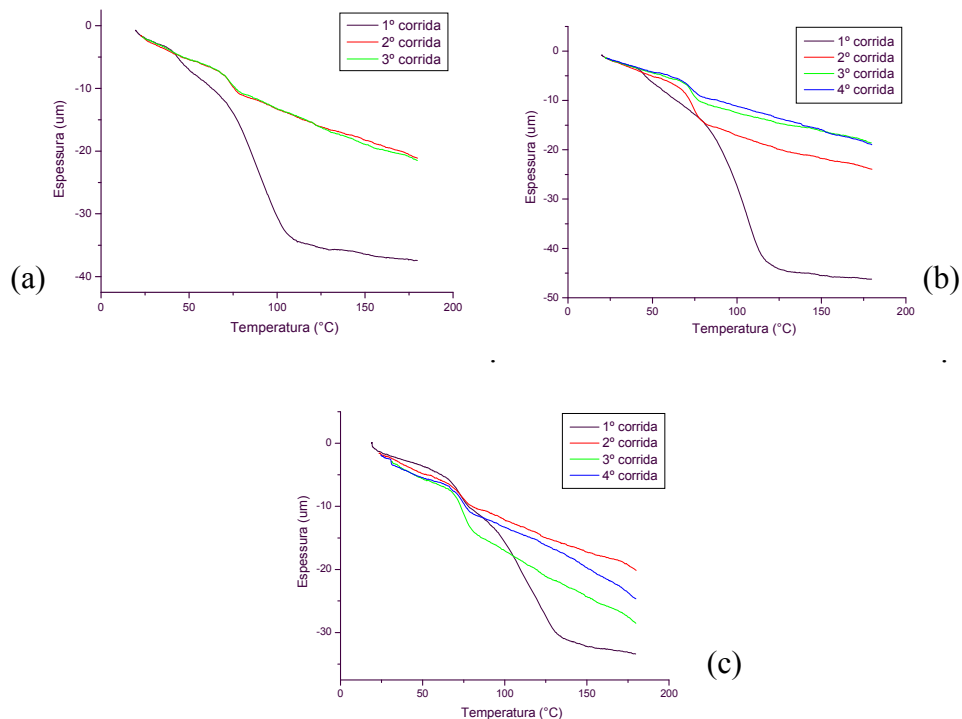 0
-10
-20
-30
-40
0
50
100
150
200
Espessura (um)
Temperatura (°C)
1º corrida
2º corrida
3º corrida
(a)
0
-10
-20
-30
-40
-50
0
50
100
150
200
Espessura (um)
Temperatura (°C)
1º corrida
2º corrida
3º corrida
4º corrida
(b)
0
-10
-20
-30
0
50
100
150
200
Espessura (um)
Temperatura (°C)
1º corrida
2º corrida
3º corrida
4º corrida
(c)